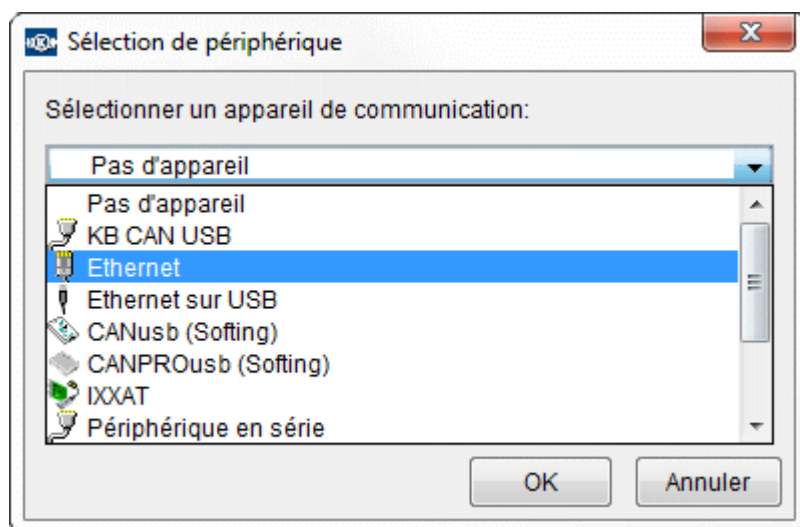 Sélection de périphérique
Sélectionner un appareil de communication:
Pas d'appareil
Pas d'appareil
KB CAN USB
Ethernet
Ethernet sur USB
CANusb (Softing)
CANPROusb (Softing)
IXXAT
Périphérique en série
OK Annuler